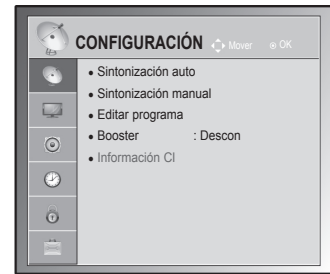 CONFIGURACIÓN Mover OK
• Sintonización auto
• Sintonización manual
• Editar programa
• Booster : Descon
• Información CI